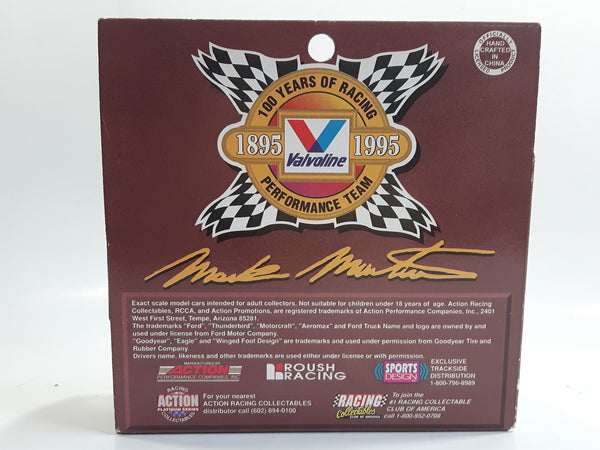 OFFICIALLY
HAND
CRAFTED
IN
CHINA
LICENSED PRODUCT
100 YEARS OF RACING
1895 Valvoline 1995
PERFORMANCE TEAM
Mark Martin
Exact scale model cars intended for adult collectors. Not suitable for children under 18 years of age. Action Racing
Collectables, RCCA, and Action Promotions, are registered trademarks of Action Performance Companies, Inc., 2401
West First Street, Tempe, Arizona 85281.
The trademarks "Ford", "Thunderbird", "Motorcraft", "Aeromax" and Ford Truck Name and logo are owned by and
used under license from Ford Motor Company.
"Goodyear", "Eagle" and "Winged Foot Design" are trademarks used under license from Goodyear Tire and
Rubber Company.
Drivers name, likeness and other trademarks are used either under license or with permission.
MANUFACTURED BY
ACTION
PERFORMANCE COMPANIES, INC.
ROUSH
RACING
SPORTS
DESIGN
EXCLUSIVE
TRACKSIDE
DISTRIBUTION
1-800-796-8989
RACING
ACTION
PLATINUM SERIES
COLLECTABLES
For your nearest
ACTION RACING COLLECTABLES
distributor call (602) 894-0100
RACING
Collectables
CLUB OF AMERICA
To join the
#1 RACING COLLECTABLE
CLUB OF AMERICA
call 1-800-952-0708